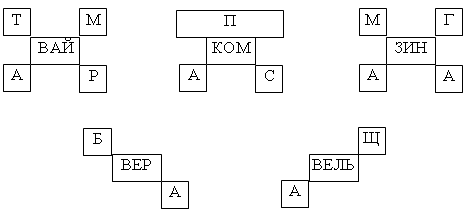 Т М П М Г
ВАЙ КОМ ЗИН
А Р А С А А
Б Щ
ВЕР ВЕЛЬ
А А